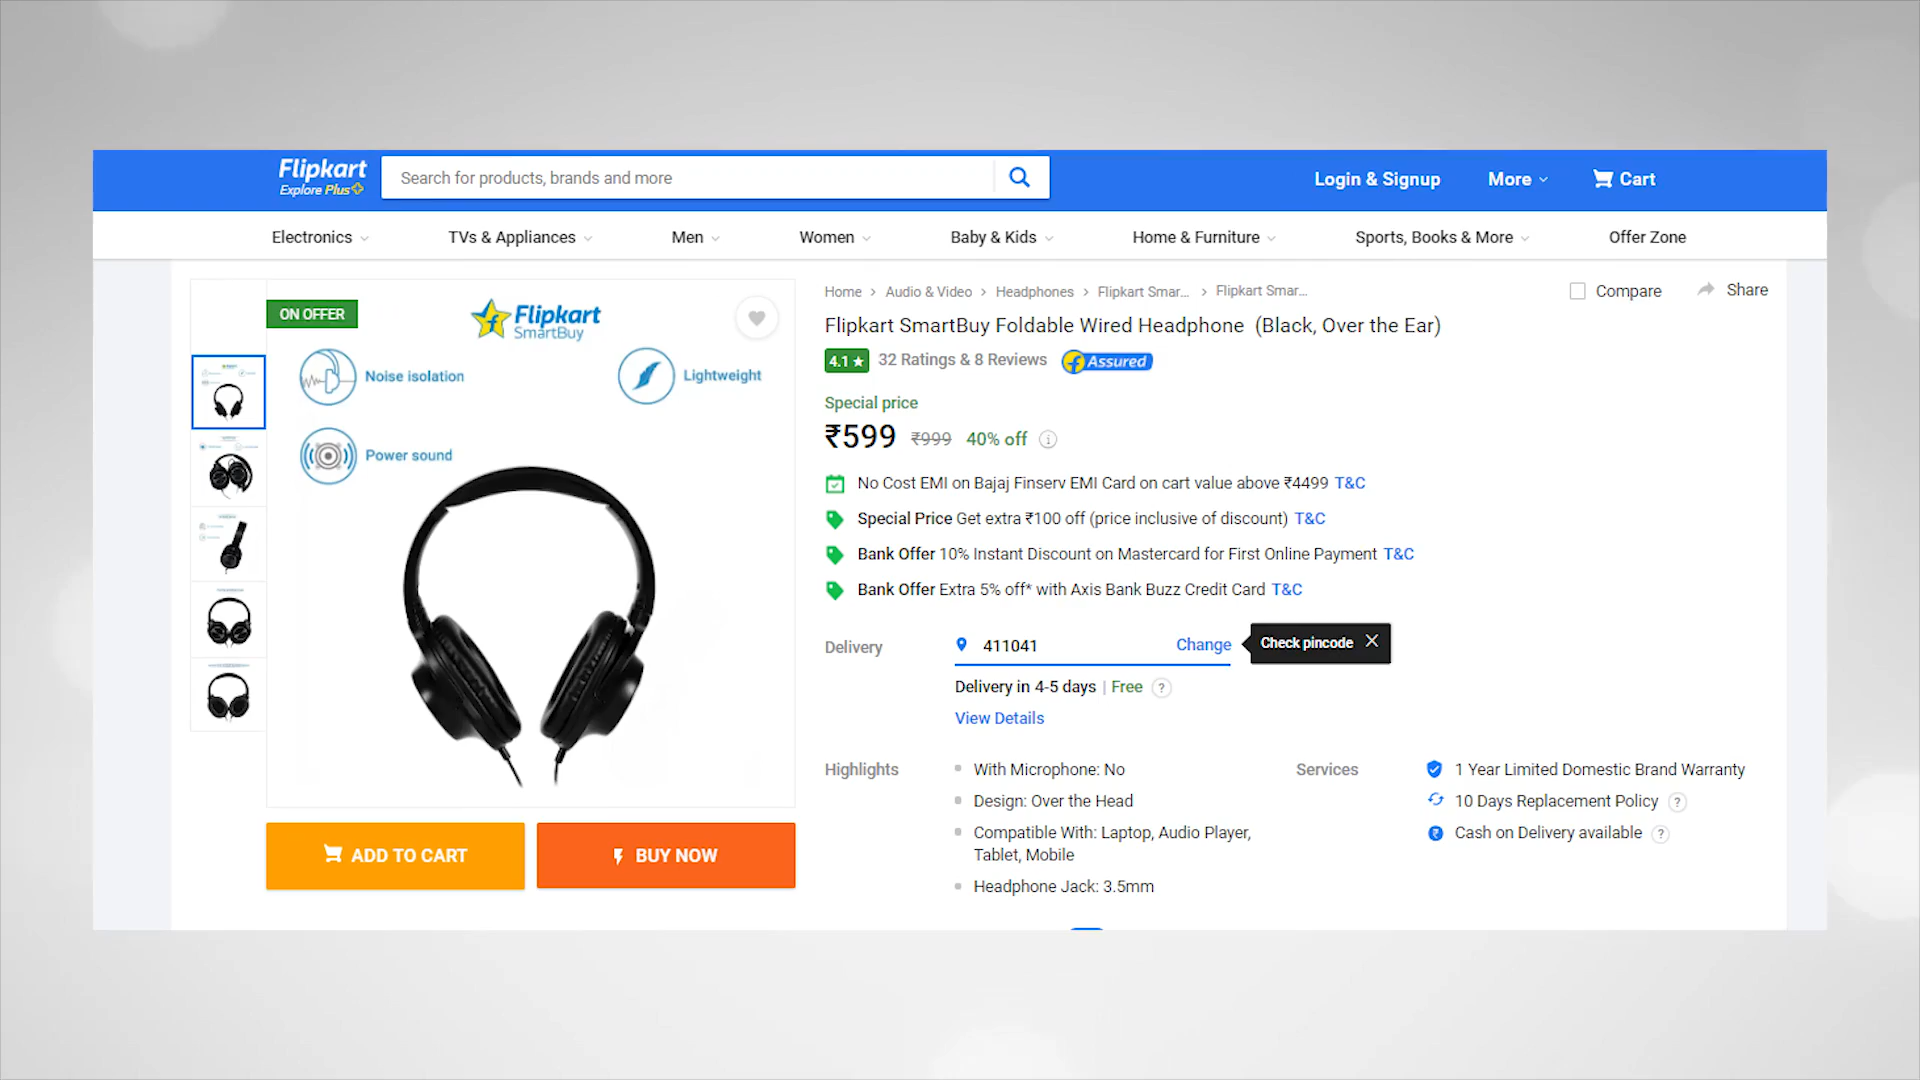 Flipkart
Explore Plus
Search for products, brands and more
Login & Signup
More
Cart
Electronics
TVs & Appliances
Men
Women
Baby & Kids
Home & Furniture
Sports, Books & More
Offer Zone
ON OFFER
Flipkart
SmartBuy
Noise isolation
Lightweight
Power sound
ADD TO CART
BUY NOW
Home > Audio & Video > Headphones > Flipkart Smar... > Flipkart Smar...
Compare
Share
Flipkart SmartBuy Foldable Wired Headphone (Black, Over the Ear)
4.1 ★ 32 Ratings & 8 Reviews f Assured
Special price
₹599 ₹999 40% off i
No Cost EMI on Bajaj Finserv EMI Card on cart value above ₹4499 T&C
Special Price Get extra ₹100 off (price inclusive of discount) T&C
Bank Offer 10% Instant Discount on Mastercard for First Online Payment T&C
Bank Offer Extra 5% off* with Axis Bank Buzz Credit Card T&C
Delivery
411041
Change
Check pincode
Delivery in 4-5 days | Free ?
View Details
Highlights
With Microphone: No
Design: Over the Head
Compatible With: Laptop, Audio Player,
Tablet, Mobile
Headphone Jack: 3.5mm
Services
1 Year Limited Domestic Brand Warranty
10 Days Replacement Policy ?
₹ Cash on Delivery available ?